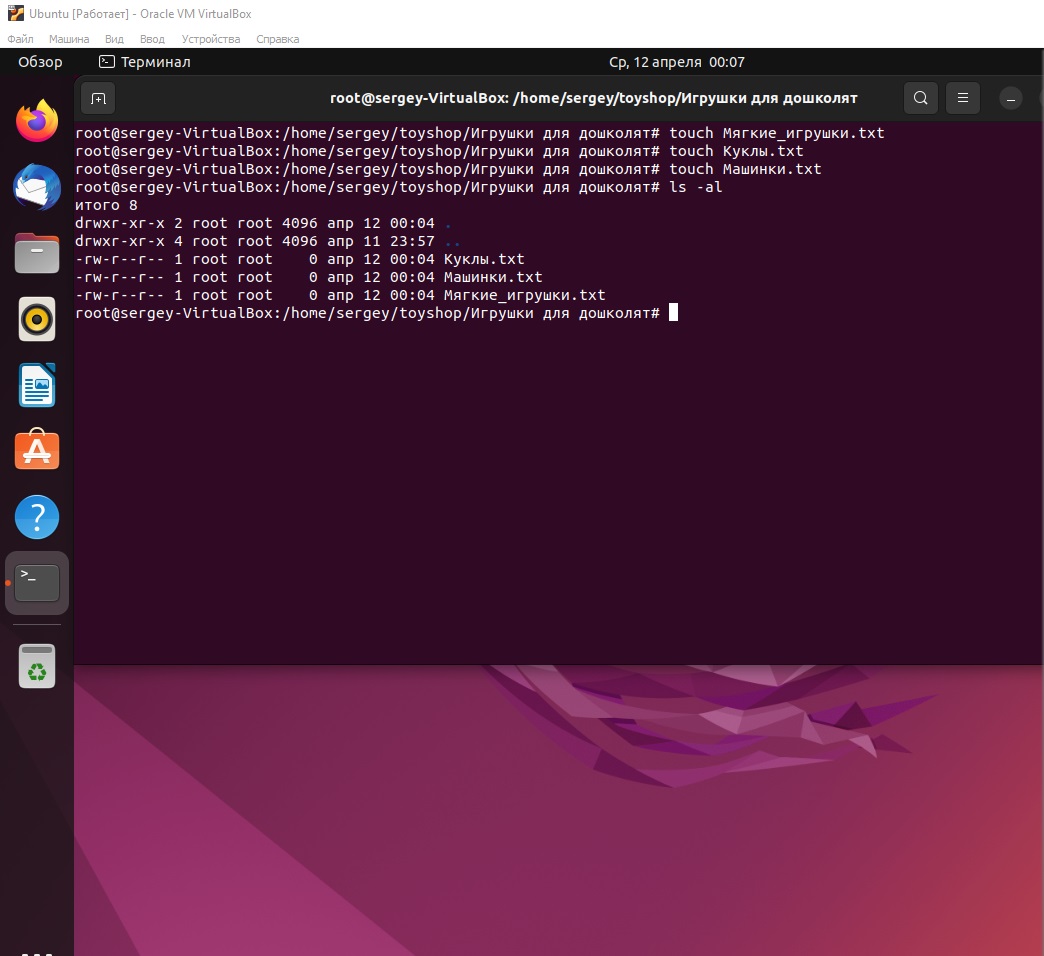 Ubuntu [Работает] - Oracle VM VirtualBox
Файл Машина Вид Ввод Устройства Справка
Обзор Терминал Ср, 12 апреля 00:07
root@sergey-VirtualBox: /home/sergey/toyshop/Игрушки для дошколят
root@sergey-VirtualBox:/home/sergey/toyshop/Игрушки для дошколят# touch Мягкие_игрушки.txt
root@sergey-VirtualBox:/home/sergey/toyshop/Игрушки для дошколят# touch Куклы.txt
root@sergey-VirtualBox:/home/sergey/toyshop/Игрушки для дошколят# touch Машинки.txt
root@sergey-VirtualBox:/home/sergey/toyshop/Игрушки для дошколят# ls -al
итого 8
drwxr-xr-x 2 root root 4096 апр 12 00:04 .
drwxr-xr-x 4 root root 4096 апр 11 23:57 ..
-rw-r--r-- 1 root root    0 апр 12 00:04 Куклы.txt
-rw-r--r-- 1 root root    0 апр 12 00:04 Машинки.txt
-rw-r--r-- 1 root root    0 апр 12 00:04 Мягкие_игрушки.txt
root@sergey-VirtualBox:/home/sergey/toyshop/Игрушки для дошколят#